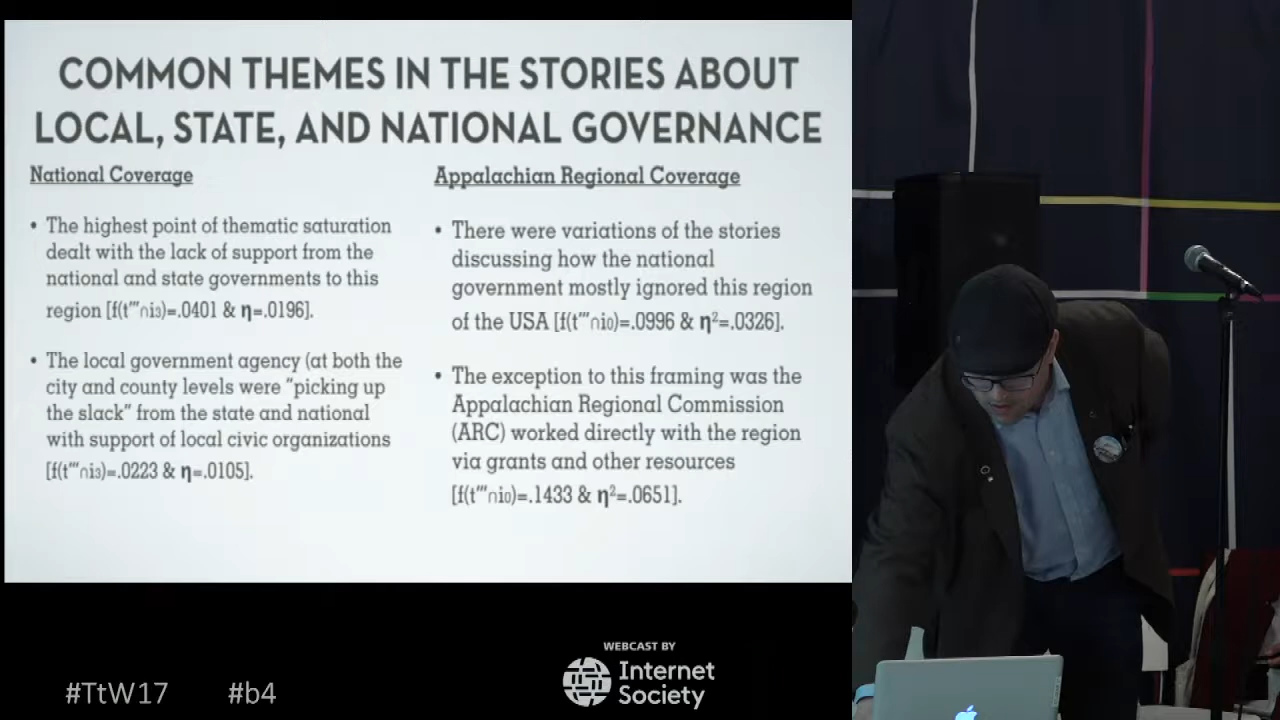 COMMON THEMES IN THE STORIES ABOUT
LOCAL, STATE, AND NATIONAL GOVERNANCE
National Coverage
• The highest point of thematic saturation
dealt with the lack of support from the
national and state governments to this
region [f(t‴∩i3)=.0401 & η=.0196].
• The local government agency (at both the
city and county levels were “picking up
the slack” from the state and national
with support of local civic organizations
[f(t‴∩i3)=.0223 & η=.0105].
Appalachian Regional Coverage
• There were variations of the stories
discussing how the national
government mostly ignored this region
of the USA [f(t‴∩i0)=.0996 & η²=.0326].
• The exception to this framing was the
Appalachian Regional Commission
(ARC) worked directly with the region
via grants and other resources
[f(t‴∩i0)=.1433 & η²=.0651].
#TtW17 #b4
WEBCAST BY
Internet
Society